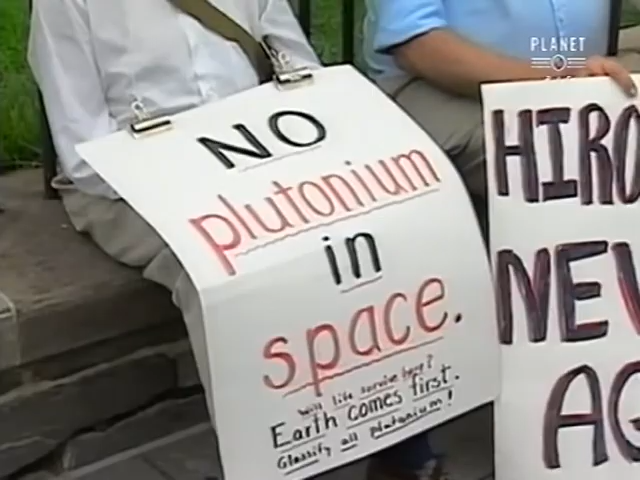 PLANET
NO
plutonium
in
space.
Will life survive here?
Earth comes first.
Glassify all plutonium!
HIRO
NEV
AG